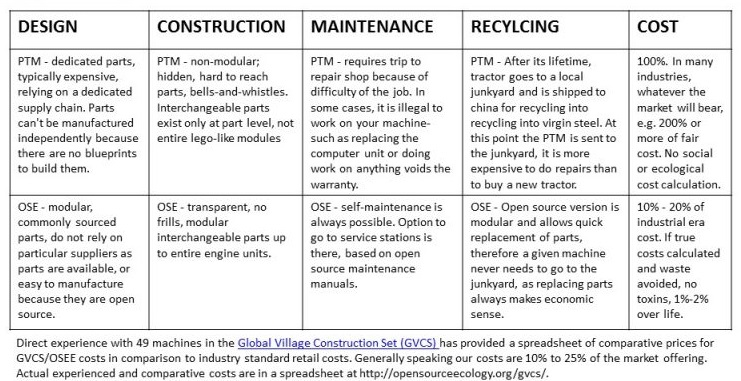 DESIGN
CONSTRUCTION
MAINTENANCE
RECYLCING
COST
PTM - dedicated parts,
typically expensive,
relying on a dedicated
supply chain. Parts
can't be manufactured
independently because
there are no blueprints
to build them.
PTM - non-modular;
hidden, hard to reach
parts, bells-and-whistles.
Interchangeable parts
exist only at part level, not
entire lego-like modules
PTM - requires trip to
repair shop because of
difficulty of the job. In
some cases, it is illegal to
work on your machine-
such as replacing the
computer unit or doing
work on anything voids the
warranty.
PTM - After its lifetime,
tractor goes to a local
junkyard and is shipped to
china for recycling into
recycling into virgin steel. At
this point the PTM is sent to
the junkyard, it is more
expensive to do repairs than
to buy a new tractor.
100%. In many
industries,
whatever the
market will bear,
e.g. 200% or
more of fair
cost. No social
or ecological
cost calculation.
OSE - modular,
commonly sourced
parts, do not rely on
particular suppliers as
parts are available, or
easy to manufacture
because they are open
source.
OSE - transparent, no
frills, modular
interchangeable parts up
to entire engine units.
OSE - self-maintenance is
always possible. Option to
go to service stations is
there, based on open
source maintenance
manuals.
OSE - Open source version is
modular and allows quick
replacement of parts,
therefore a given machine
never needs to go to the
junkyard, as replacing parts
always makes economic
sense.
10% - 20% of
industrial era
cost. If true
costs calculated
and waste
avoided, no
toxins, 1%-2%
over life.
Direct experience with 49 machines in the Global Village Construction Set (GVCS) has provided a spreadsheet of comparative prices for
GVCS/OSEE costs in comparison to industry standard retail costs. Generally speaking our costs are 10% to 25% of the market offering.
Actual experienced and comparative costs are in a spreadsheet at http://opensourceecology.org/gvcs/.